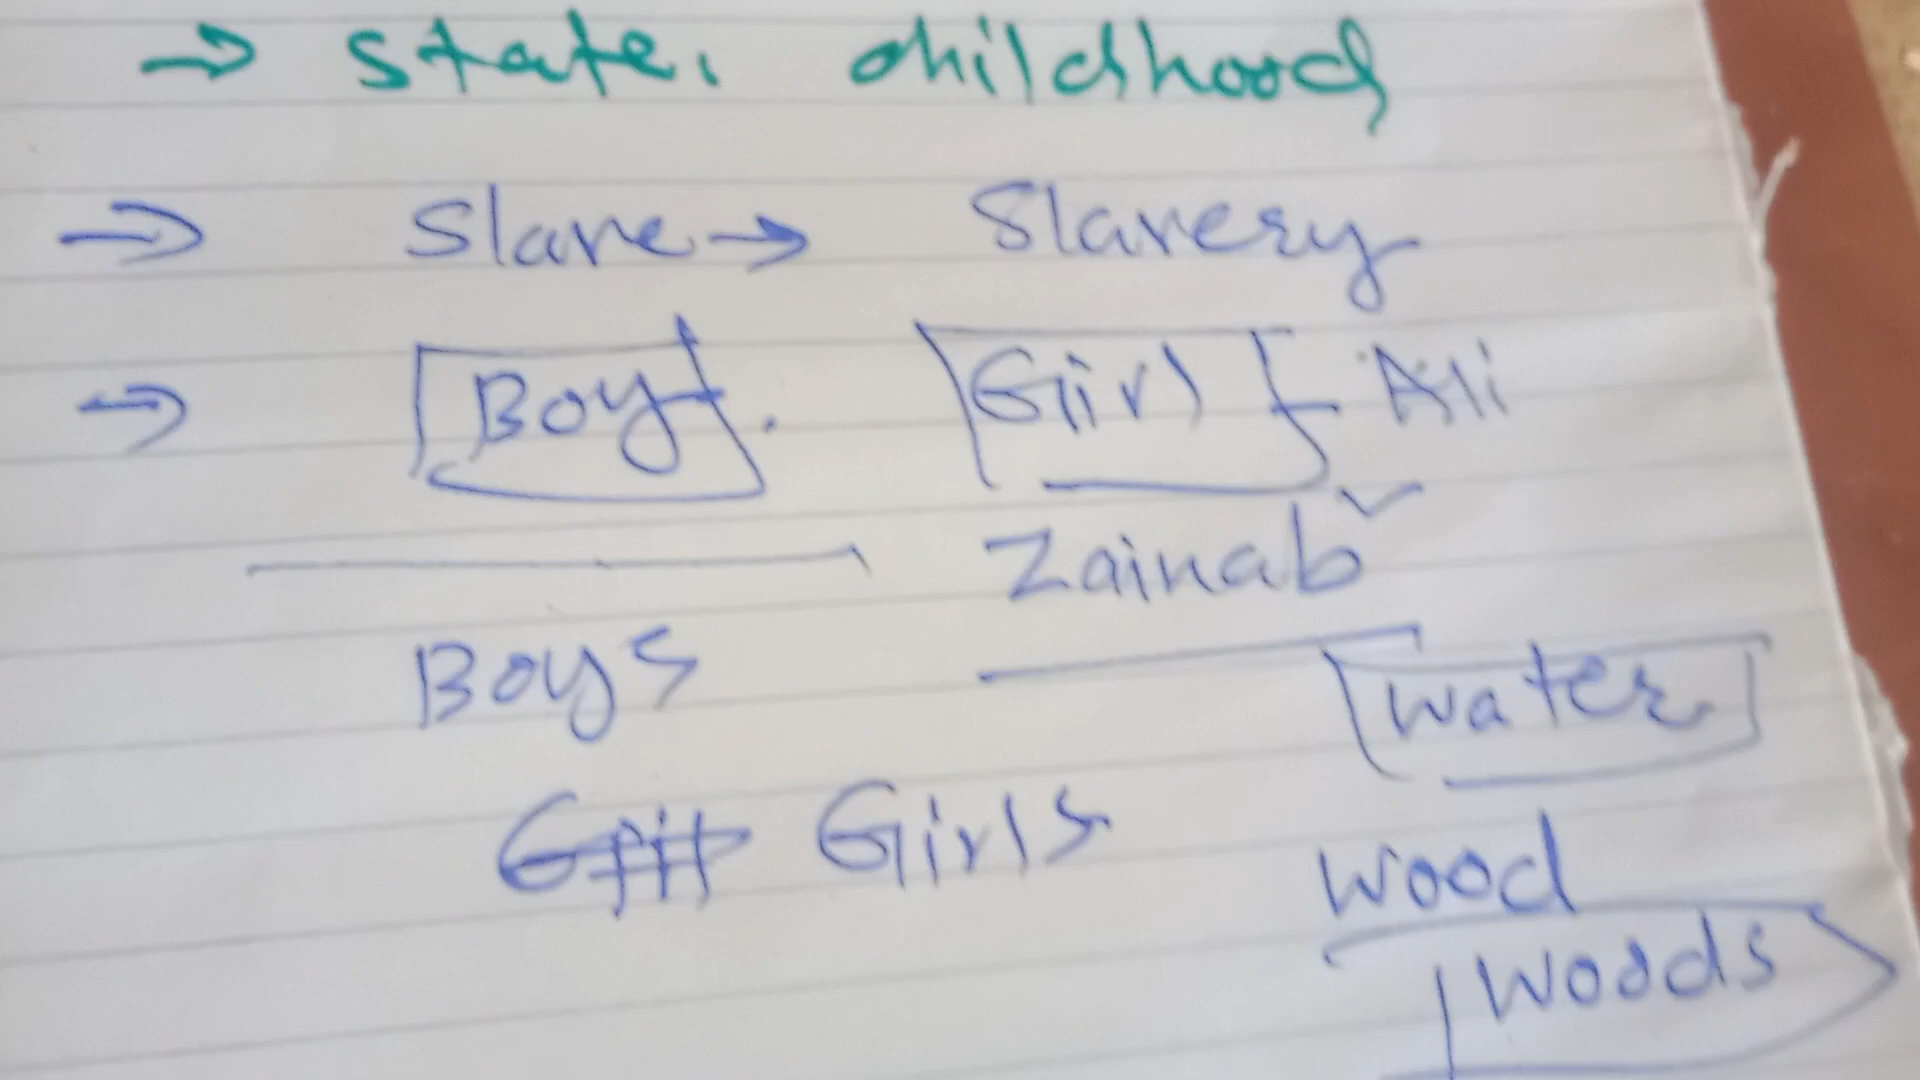 → State. childhood
⇒ Slave → Slavery
→ Boy. Girl Ali
Zainab
Boys
water
Girls
Wood
Woods